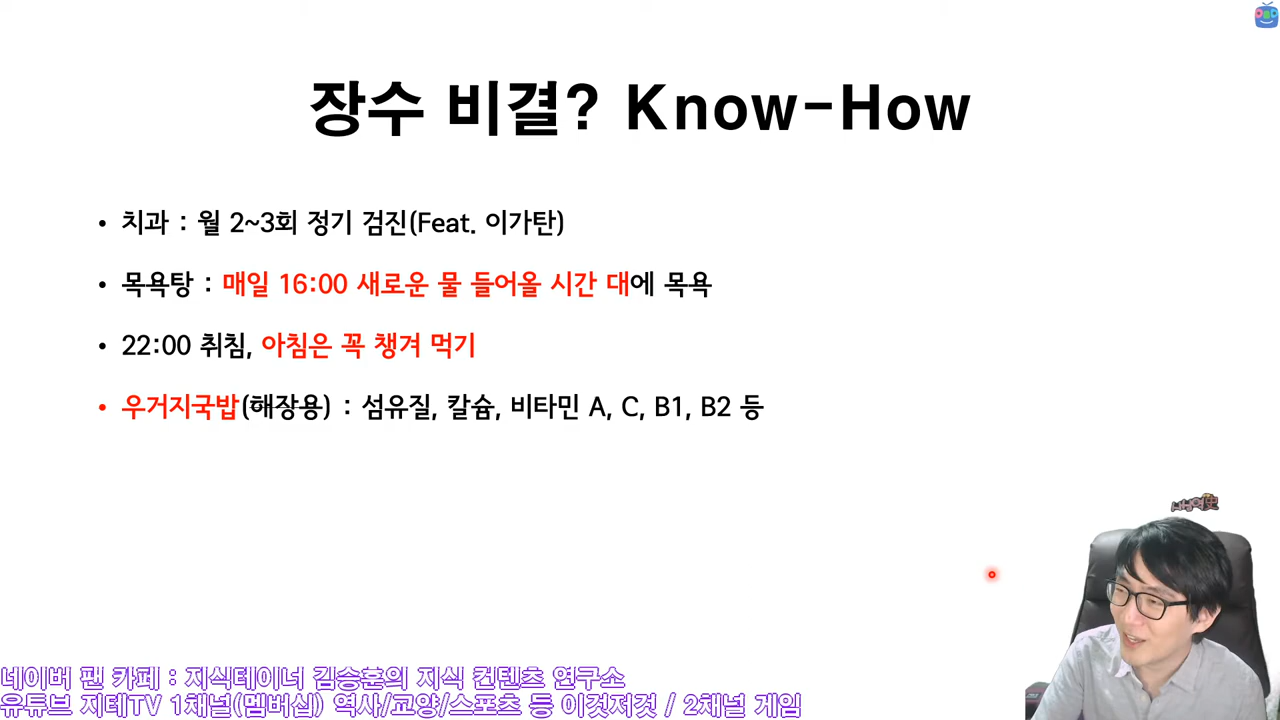 장수 비결? Know-How
• 치과 : 월 2~3회 정기 검진(Feat. 이가탄)
• 목욕탕 : 매일 16:00 새로운 물 들어올 시간 대에 목욕
• 22:00 취침, 아침은 꼭 챙겨 먹기
• 우거지국밥(해장용) : 섬유질, 칼슘, 비타민 A, C, B1, B2 등
네이버 팬 카페 : 지식테이너 김승훈의 지식 컨텐츠 연구소
유튜브 지테TV 1채널(멤버십) 역사/교양/스포츠 등 이것저것 / 2채널 게임